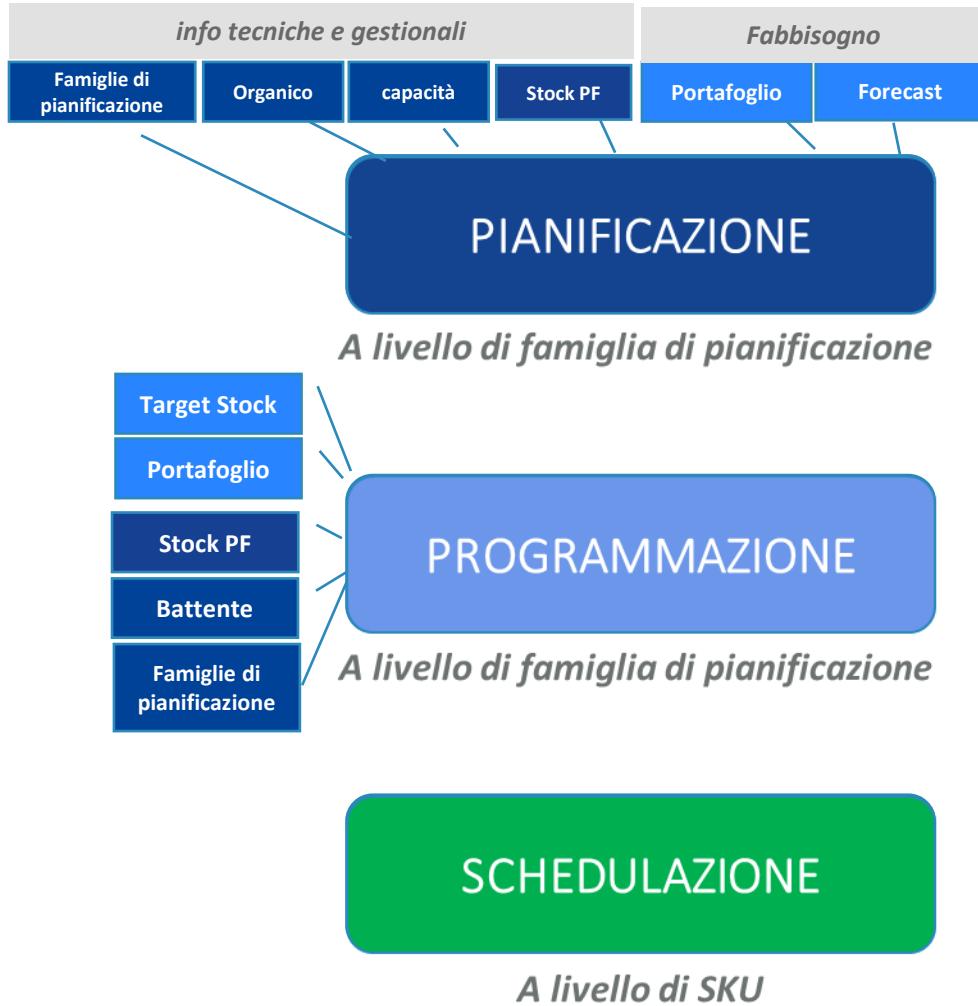 info tecniche e gestionali
Fabbisogno
Famiglie di
pianificazione
Organico
capacità
Stock PF
Portafoglio
Forecast
PIANIFICAZIONE
A livello di famiglia di pianificazione
Target Stock
Portafoglio
Stock PF
Battente
Famiglie di
pianificazione
PROGRAMMAZIONE
A livello di famiglia di pianificazione
SCHEDULAZIONE
A livello di SKU